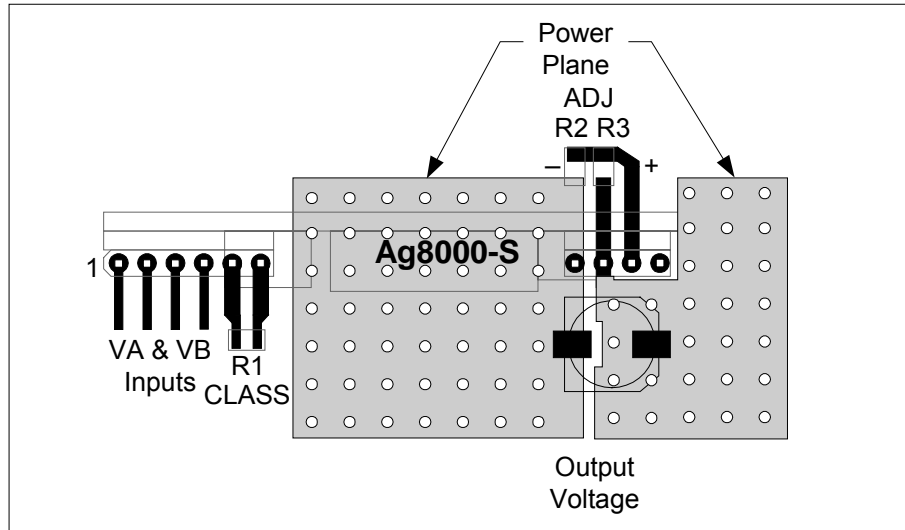 Power
Plane
ADJ
R2 R3
– +
Ag8000-S
1
VA & VB
Inputs
R1
CLASS
Output
Voltage